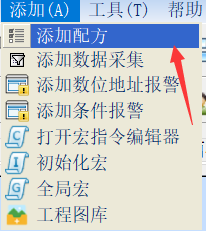 添加(A) 工具(T) 帮助
添加配方
添加数据采集
添加数位地址报警
添加条件报警
打开宏指令编辑器
初始化宏
全局宏
工程图库